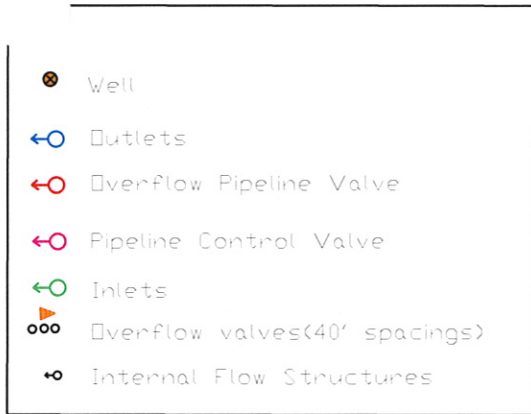 Well
Outlets
Overflow Pipeline Valve
Pipeline Control Valve
Inlets
Overflow valves(40' spacings)
Internal Flow Structures